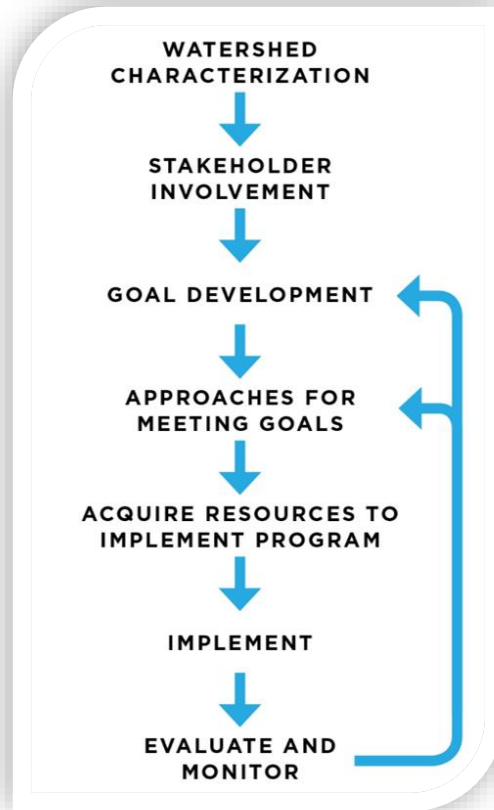 WATERSHED
CHARACTERIZATION
STAKEHOLDER
INVOLVEMENT
GOAL DEVELOPMENT
APPROACHES FOR
MEETING GOALS
ACQUIRE RESOURCES TO
IMPLEMENT PROGRAM
IMPLEMENT
EVALUATE AND
MONITOR